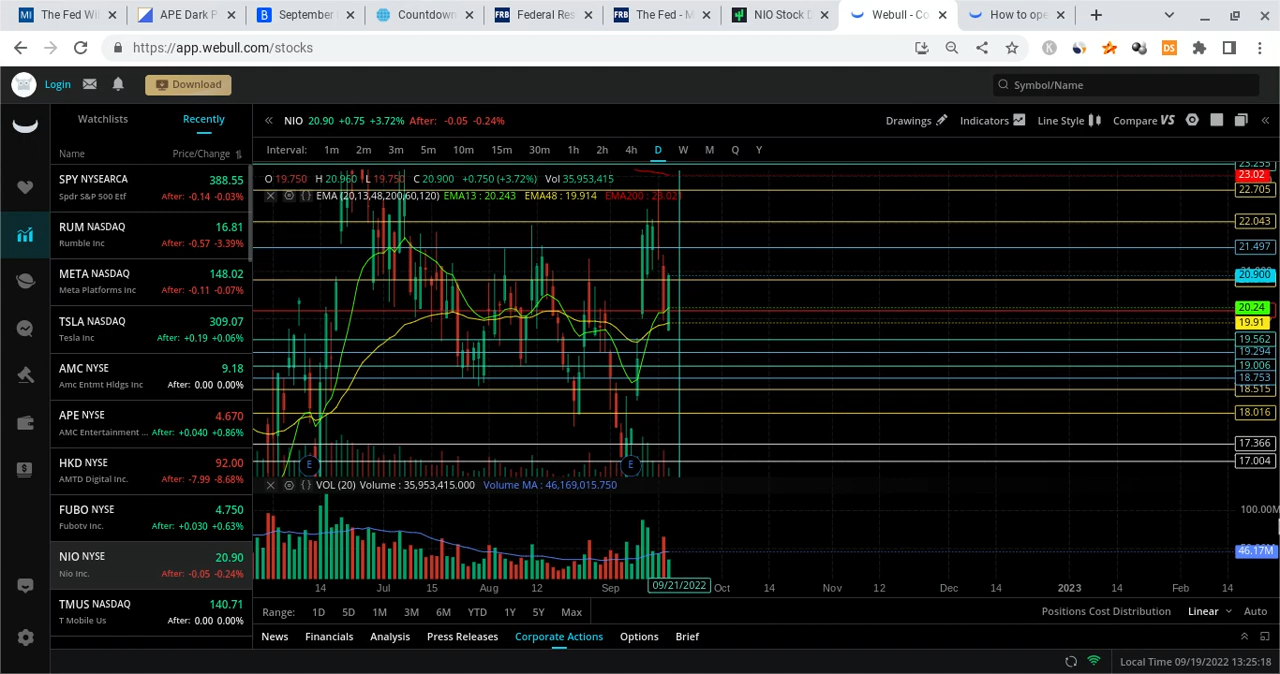 The Fed Wi
APE Dark P
September
Countdown
Federal Res
The Fed - M
NIO Stock D
Webull - Co
How to ope
https://app.webull.com/stocks
Login
Download
Symbol/Name
Watchlists
Recently
Name
Price/Change
SPY NYSEARCA 388.55
Spdr S&P 500 Etf After: -0.14 -0.03%
RUM NASDAQ 16.81
Rumble Inc After: -0.57 -3.39%
META NASDAQ 148.02
Meta Platforms Inc After: -0.11 -0.07%
TSLA NASDAQ 309.07
Tesla Inc After: +0.19 +0.06%
AMC NYSE 9.18
Amc Entmt Hldgs Inc After: 0.00 0.00%
APE NYSE 4.670
AMC Entertainment ... After: +0.040 +0.86%
HKD NYSE 92.00
AMTD Digital Inc. After: -7.99 -8.68%
FUBO NYSE 4.750
Fubotv Inc. After: +0.030 +0.63%
NIO NYSE 20.90
Nio Inc. After: -0.05 -0.24%
TMUS NASDAQ 140.71
T Mobile Us After: 0.00 0.00%
NIO 20.90 +0.75 +3.72% After: -0.05 -0.24%
Drawings
Indicators
Line Style
Compare VS
Interval: 1m 2m 3m 5m 10m 15m 30m 1h 2h 4h D W M Q Y
O 19.750 H 20.960 L 19.750 C 20.900 +0.750 (+3.72%) Vol 35,953,415
EMA (20,13,48,200,60,120) EMA13 : 20.243 EMA48 : 19.914 EMA200 : 23.021
23.255
23.02
22.705
22.043
21.497
20.900
20.24
19.91
19.562
19.294
19.006
18.753
18.515
18.016
17.366
17.004
E
E
VOL (20) Volume : 35,953,415.000 Volume MA : 46,169,015.750
100.00M
46.17M
14 Jul 15 Aug 12 Sep 09/21/2022 Oct 14 Nov 12 Dec 14 2023 14 Feb 14
Range: 1D 5D 1M 3M 6M YTD 1Y 5Y Max
Positions Cost Distribution Linear Auto
News Financials Analysis Press Releases Corporate Actions Options Brief
Local Time 09/19/2022 13:25:18